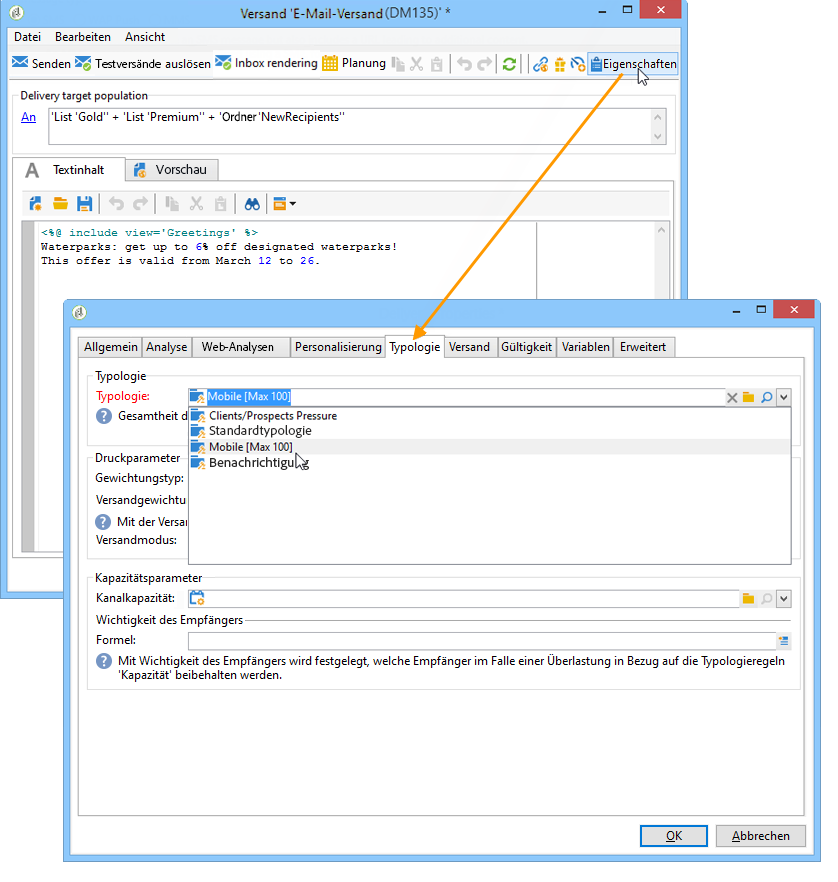 Versand 'E-Mail-Versand (DM135)' *
Datei Bearbeiten Ansicht
Senden Testversände auslösen Inbox rendering Planung Eigenschaften
Delivery target population
An 'List 'Gold'' + 'List 'Premium'' + 'Ordner 'NewRecipients''
A Textinhalt Vorschau
<%@ include view='Greetings' %>
Waterparks: get up to 6% off designated waterparks!
This offer is valid from March 12 to 26.
Allgemein Analyse Web-Analysen Personalisierung Typologie Versand Gültigkeit Variablen Erweitert
Typologie
Typologie: Mobile [Max 100]
Gesamtheit d
Clients/Prospects Pressure
Standardtypologie
Mobile [Max 100]
Benachrichtigung
Druckparameter
Gewichtungstyp:
Versandgewichtu
Mit der Versa
Versandmodus:
Kapazitätsparameter
Kanalkapazität:
Wichtigkeit des Empfängers
Formel:
Mit Wichtigkeit des Empfängers wird festgelegt, welche Empfänger im Falle einer Überlastung in Bezug auf die Typologieregeln
'Kapazität' beibehalten werden.
OK Abbrechen